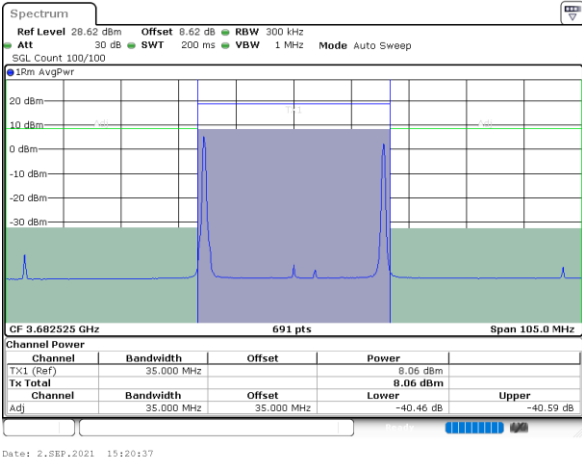 Spectrum
Ref Level 28.62 dBm Offset 8.62 dB RBW 300 kHz
Att 30 dB SWT 200 ms VBW 1 MHz Mode Auto Sweep
SGL Count 100/100
1Rm AvgPwr
20 dBm
10 dBm Adj TX1 Adj
0 dBm
-10 dBm
-20 dBm
-30 dBm
CF 3.682525 GHz 691 pts Span 105.0 MHz
Channel Power
Channel Bandwidth Offset Power
TX1 (Ref) 35.000 MHz 8.06 dBm
Tx Total 8.06 dBm
Channel Bandwidth Offset Lower Upper
Adj 35.000 MHz 35.000 MHz -40.46 dB -40.59 dB
Ready
Date: 2.SEP.2021 15:20:37